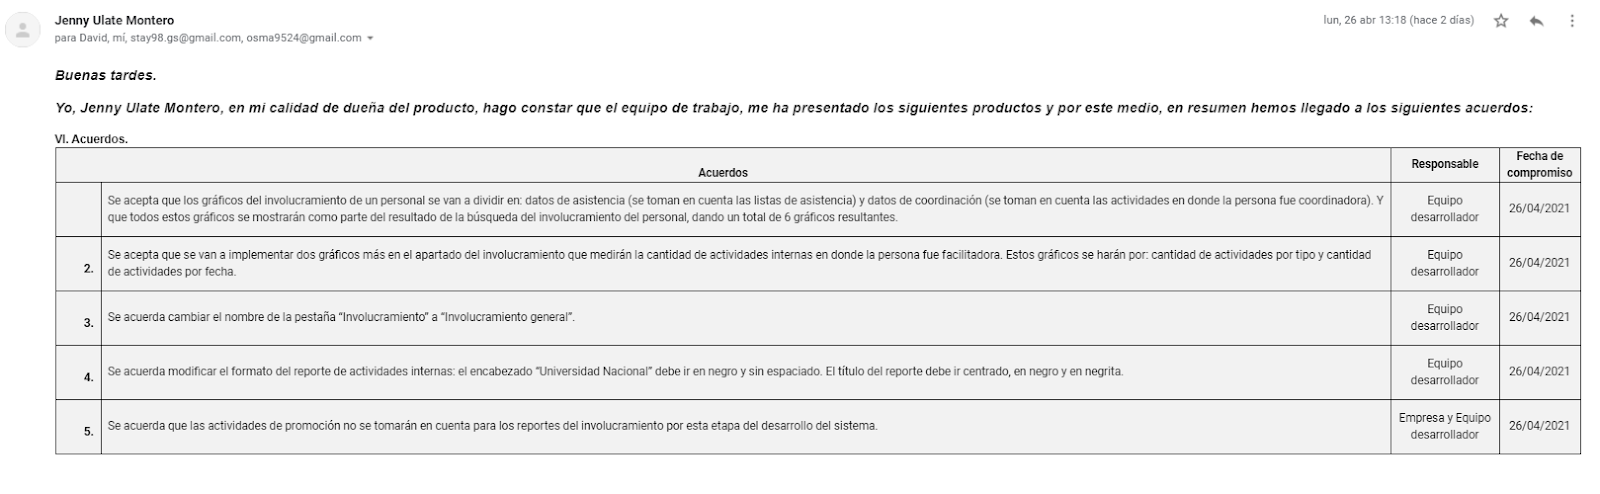 Jenny Ulate Montero
lun, 26 abr 13:18 (hace 2 días)
para David, mí, stay98.gs@gmail.com, osma9524@gmail.com
Buenas tardes.
Yo, Jenny Ulate Montero, en mi calidad de dueña del producto, hago constar que el equipo de trabajo, me ha presentado los siguientes productos y por este medio, en resumen hemos llegado a los siguientes acuerdos:
VI. Acuerdos.
Acuerdos
Responsable
Fecha de
compromiso
Se acepta que los gráficos del involucramiento de un personal se van a dividir en: datos de asistencia (se toman en cuenta las listas de asistencia) y datos de coordinación (se toman en cuenta las actividades en donde la persona fue coordinadora). Y
que todos estos gráficos se mostrarán como parte del resultado de la búsqueda del involucramiento del personal, dando un total de 6 gráficos resultantes.
Equipo
desarrollador
26/04/2021
2.
Se acepta que se van a implementar dos gráficos más en el apartado del involucramiento que medirán la cantidad de actividades internas en donde la persona fue facilitadora. Estos gráficos se harán por: cantidad de actividades por tipo y cantidad
de actividades por fecha.
Equipo
desarrollador
26/04/2021
3.
Se acuerda cambiar el nombre de la pestaña “Involucramiento” a “Involucramiento general”.
Equipo
desarrollador
26/04/2021
4.
Se acuerda modificar el formato del reporte de actividades internas: el encabezado “Universidad Nacional” debe ir en negro y sin espaciado. El título del reporte debe ir centrado, en negro y en negrita.
Equipo
desarrollador
26/04/2021
5.
Se acuerda que las actividades de promoción no se tomarán en cuenta para los reportes del involucramiento por esta etapa del desarrollo del sistema.
Empresa y Equipo
desarrollador
26/04/2021